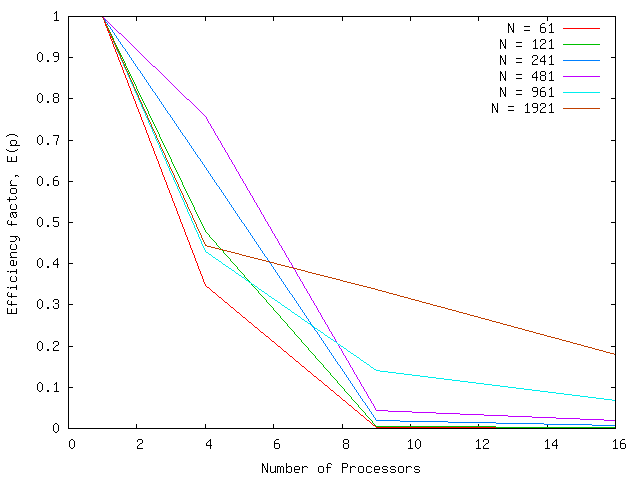 1
0.9
0.8
0.7
0.6
0.5
0.4
0.3
0.2
0.1
0
Efficiency factor, E(p)
N = 61
N = 121
N = 241
N = 481
N = 961
N = 1921
0 2 4 6 8 10 12 14 16
Number of Processors